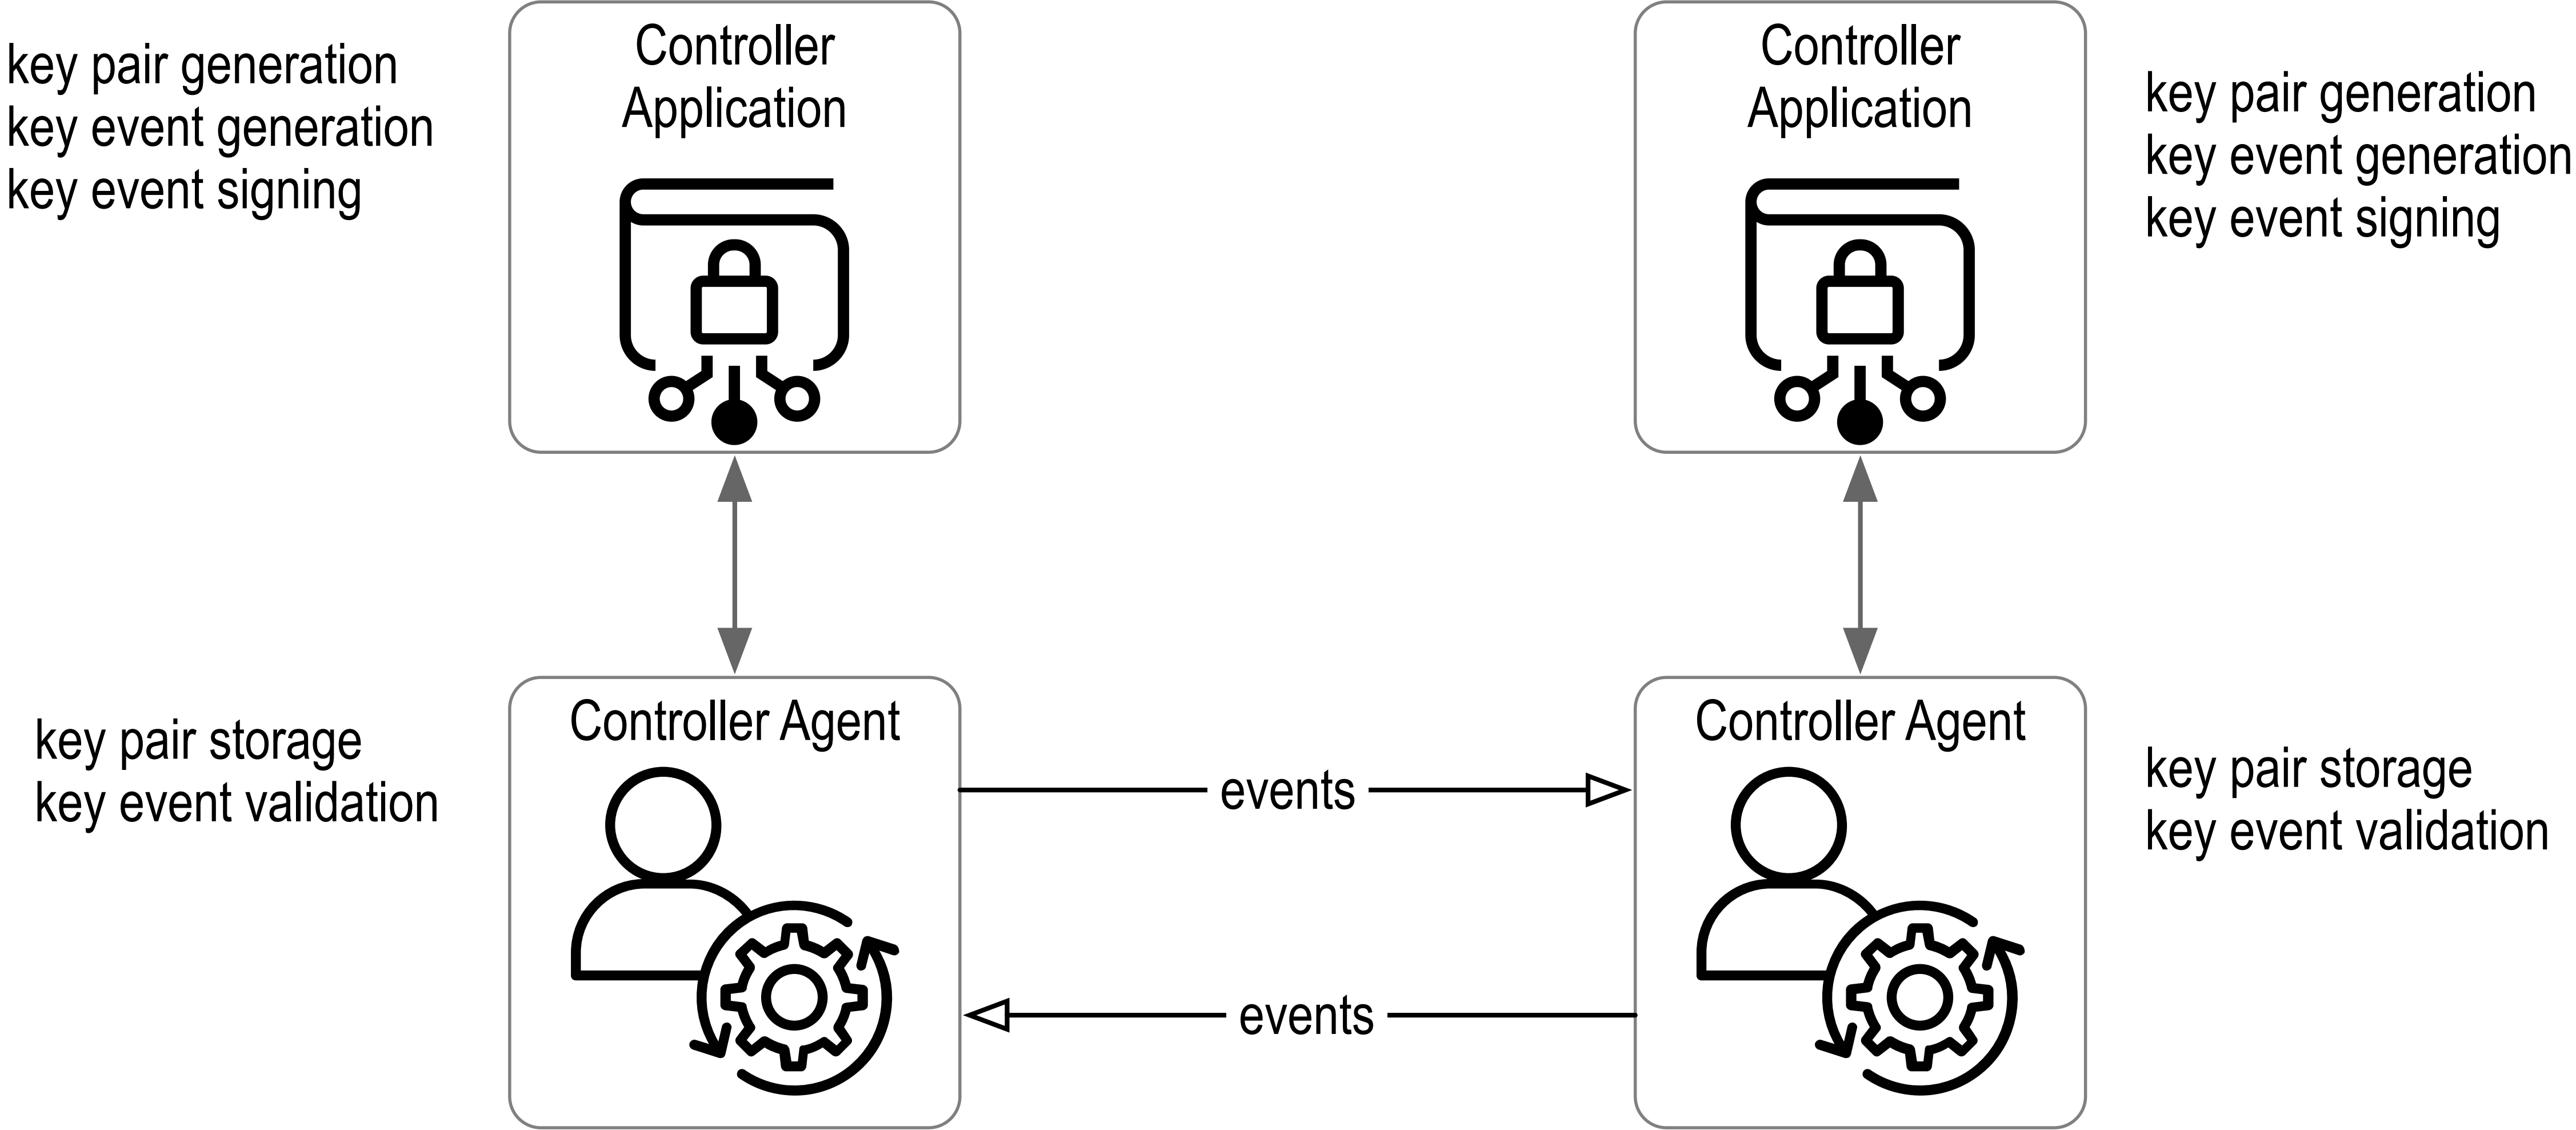 key pair generation
key event generation
key event signing
Controller
Application
Controller
Application
key pair generation
key event generation
key event signing
key pair storage
key event validation
Controller Agent
events
events
Controller Agent
key pair storage
key event validation